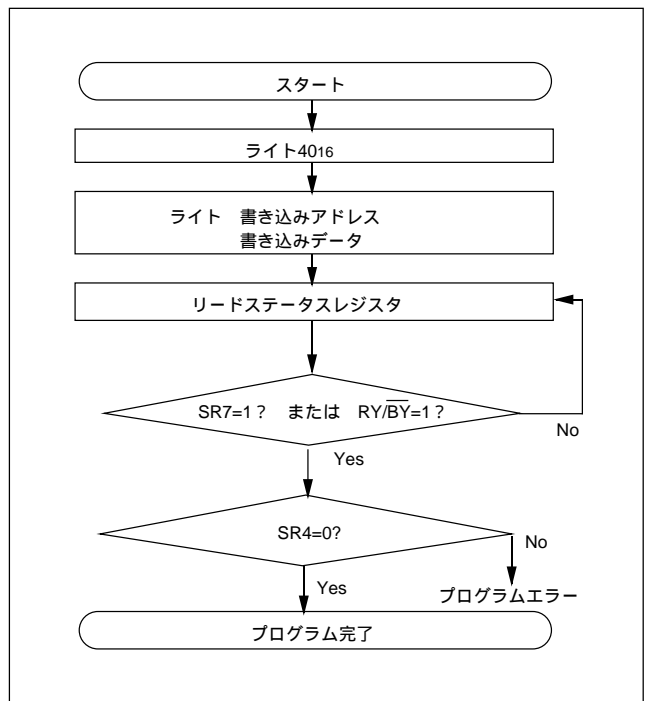 スタート
ライト4016
ライト　書き込みアドレス
書き込みデータ
リードステータスレジスタ
SR7=1？　または　RY/B̅Y̅=1？
No
Yes
SR4=0?
No
Yes
プログラムエラー
プログラム完了